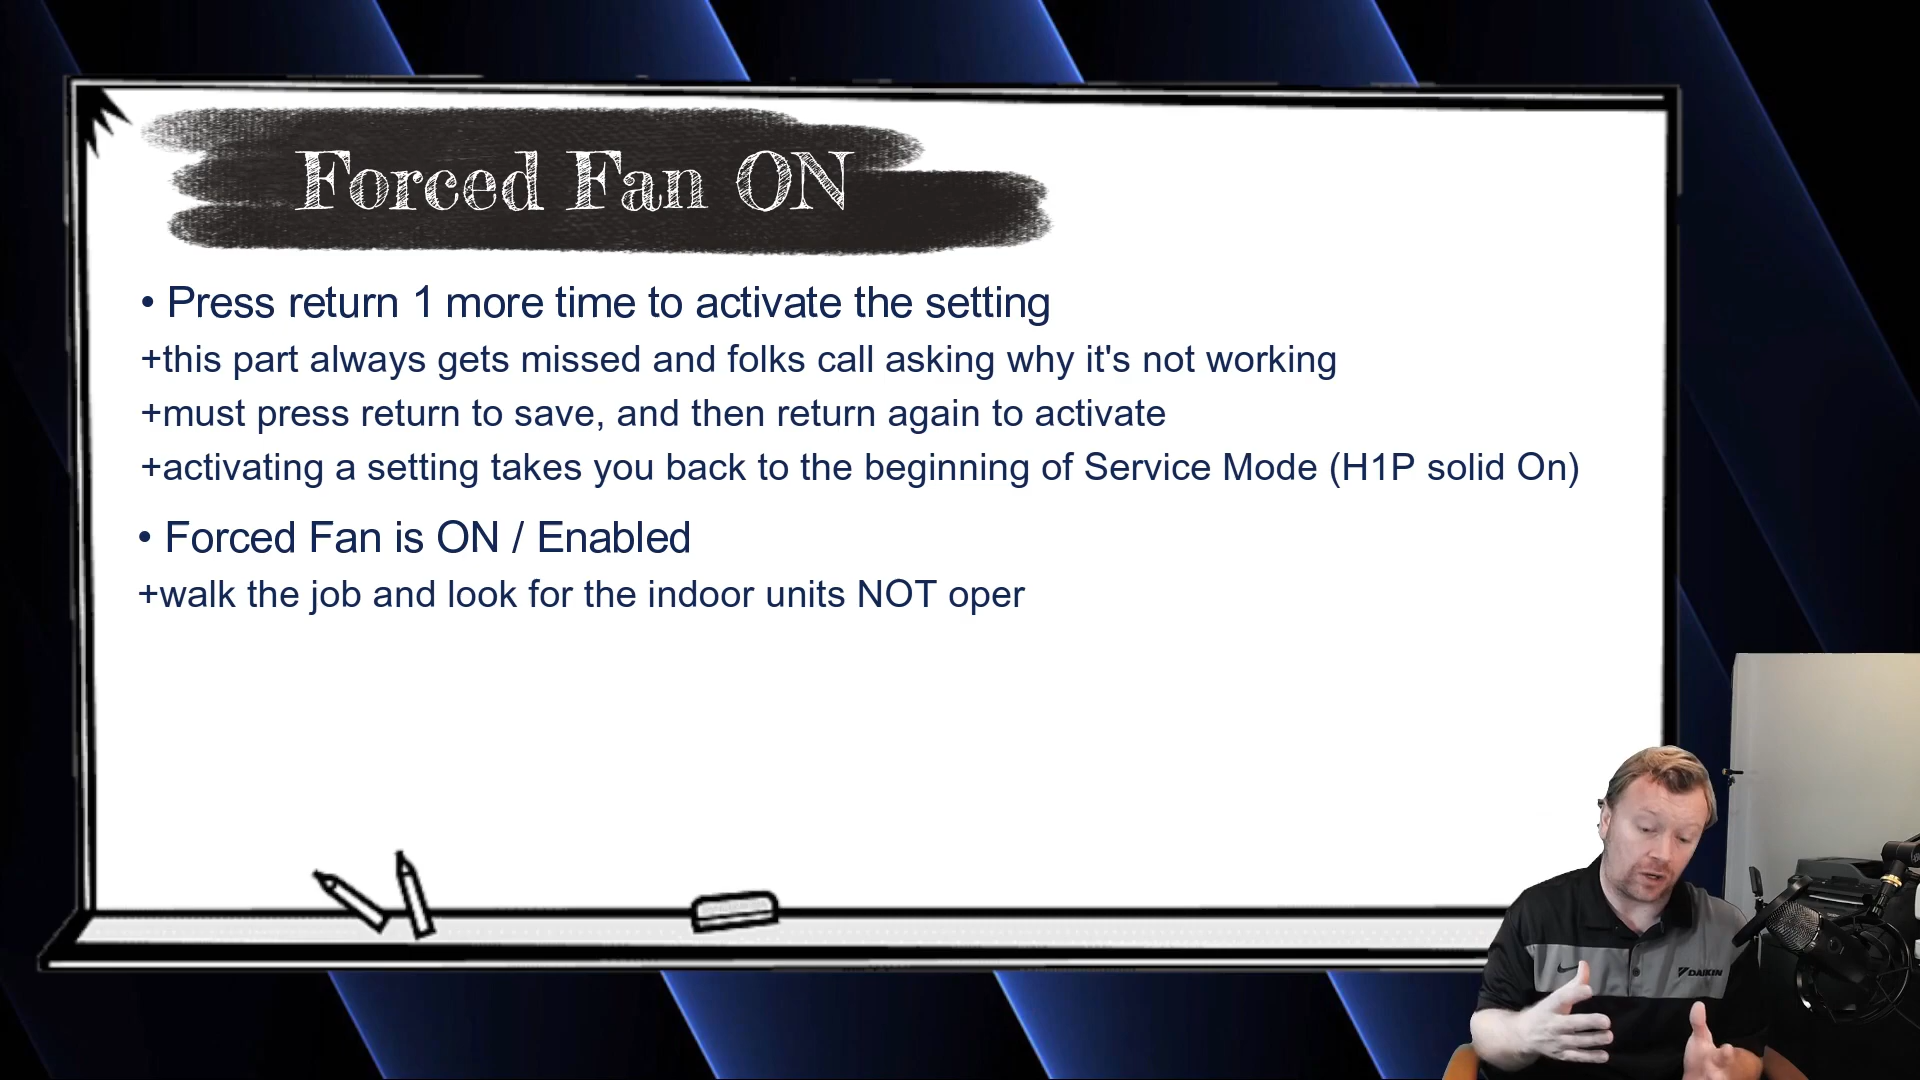 Forced Fan ON
• Press return 1 more time to activate the setting
+this part always gets missed and folks call asking why it's not working
+must press return to save, and then return again to activate
+activating a setting takes you back to the beginning of Service Mode (H1P solid On)
• Forced Fan is ON / Enabled
+walk the job and look for the indoor units NOT oper
DAIKIN